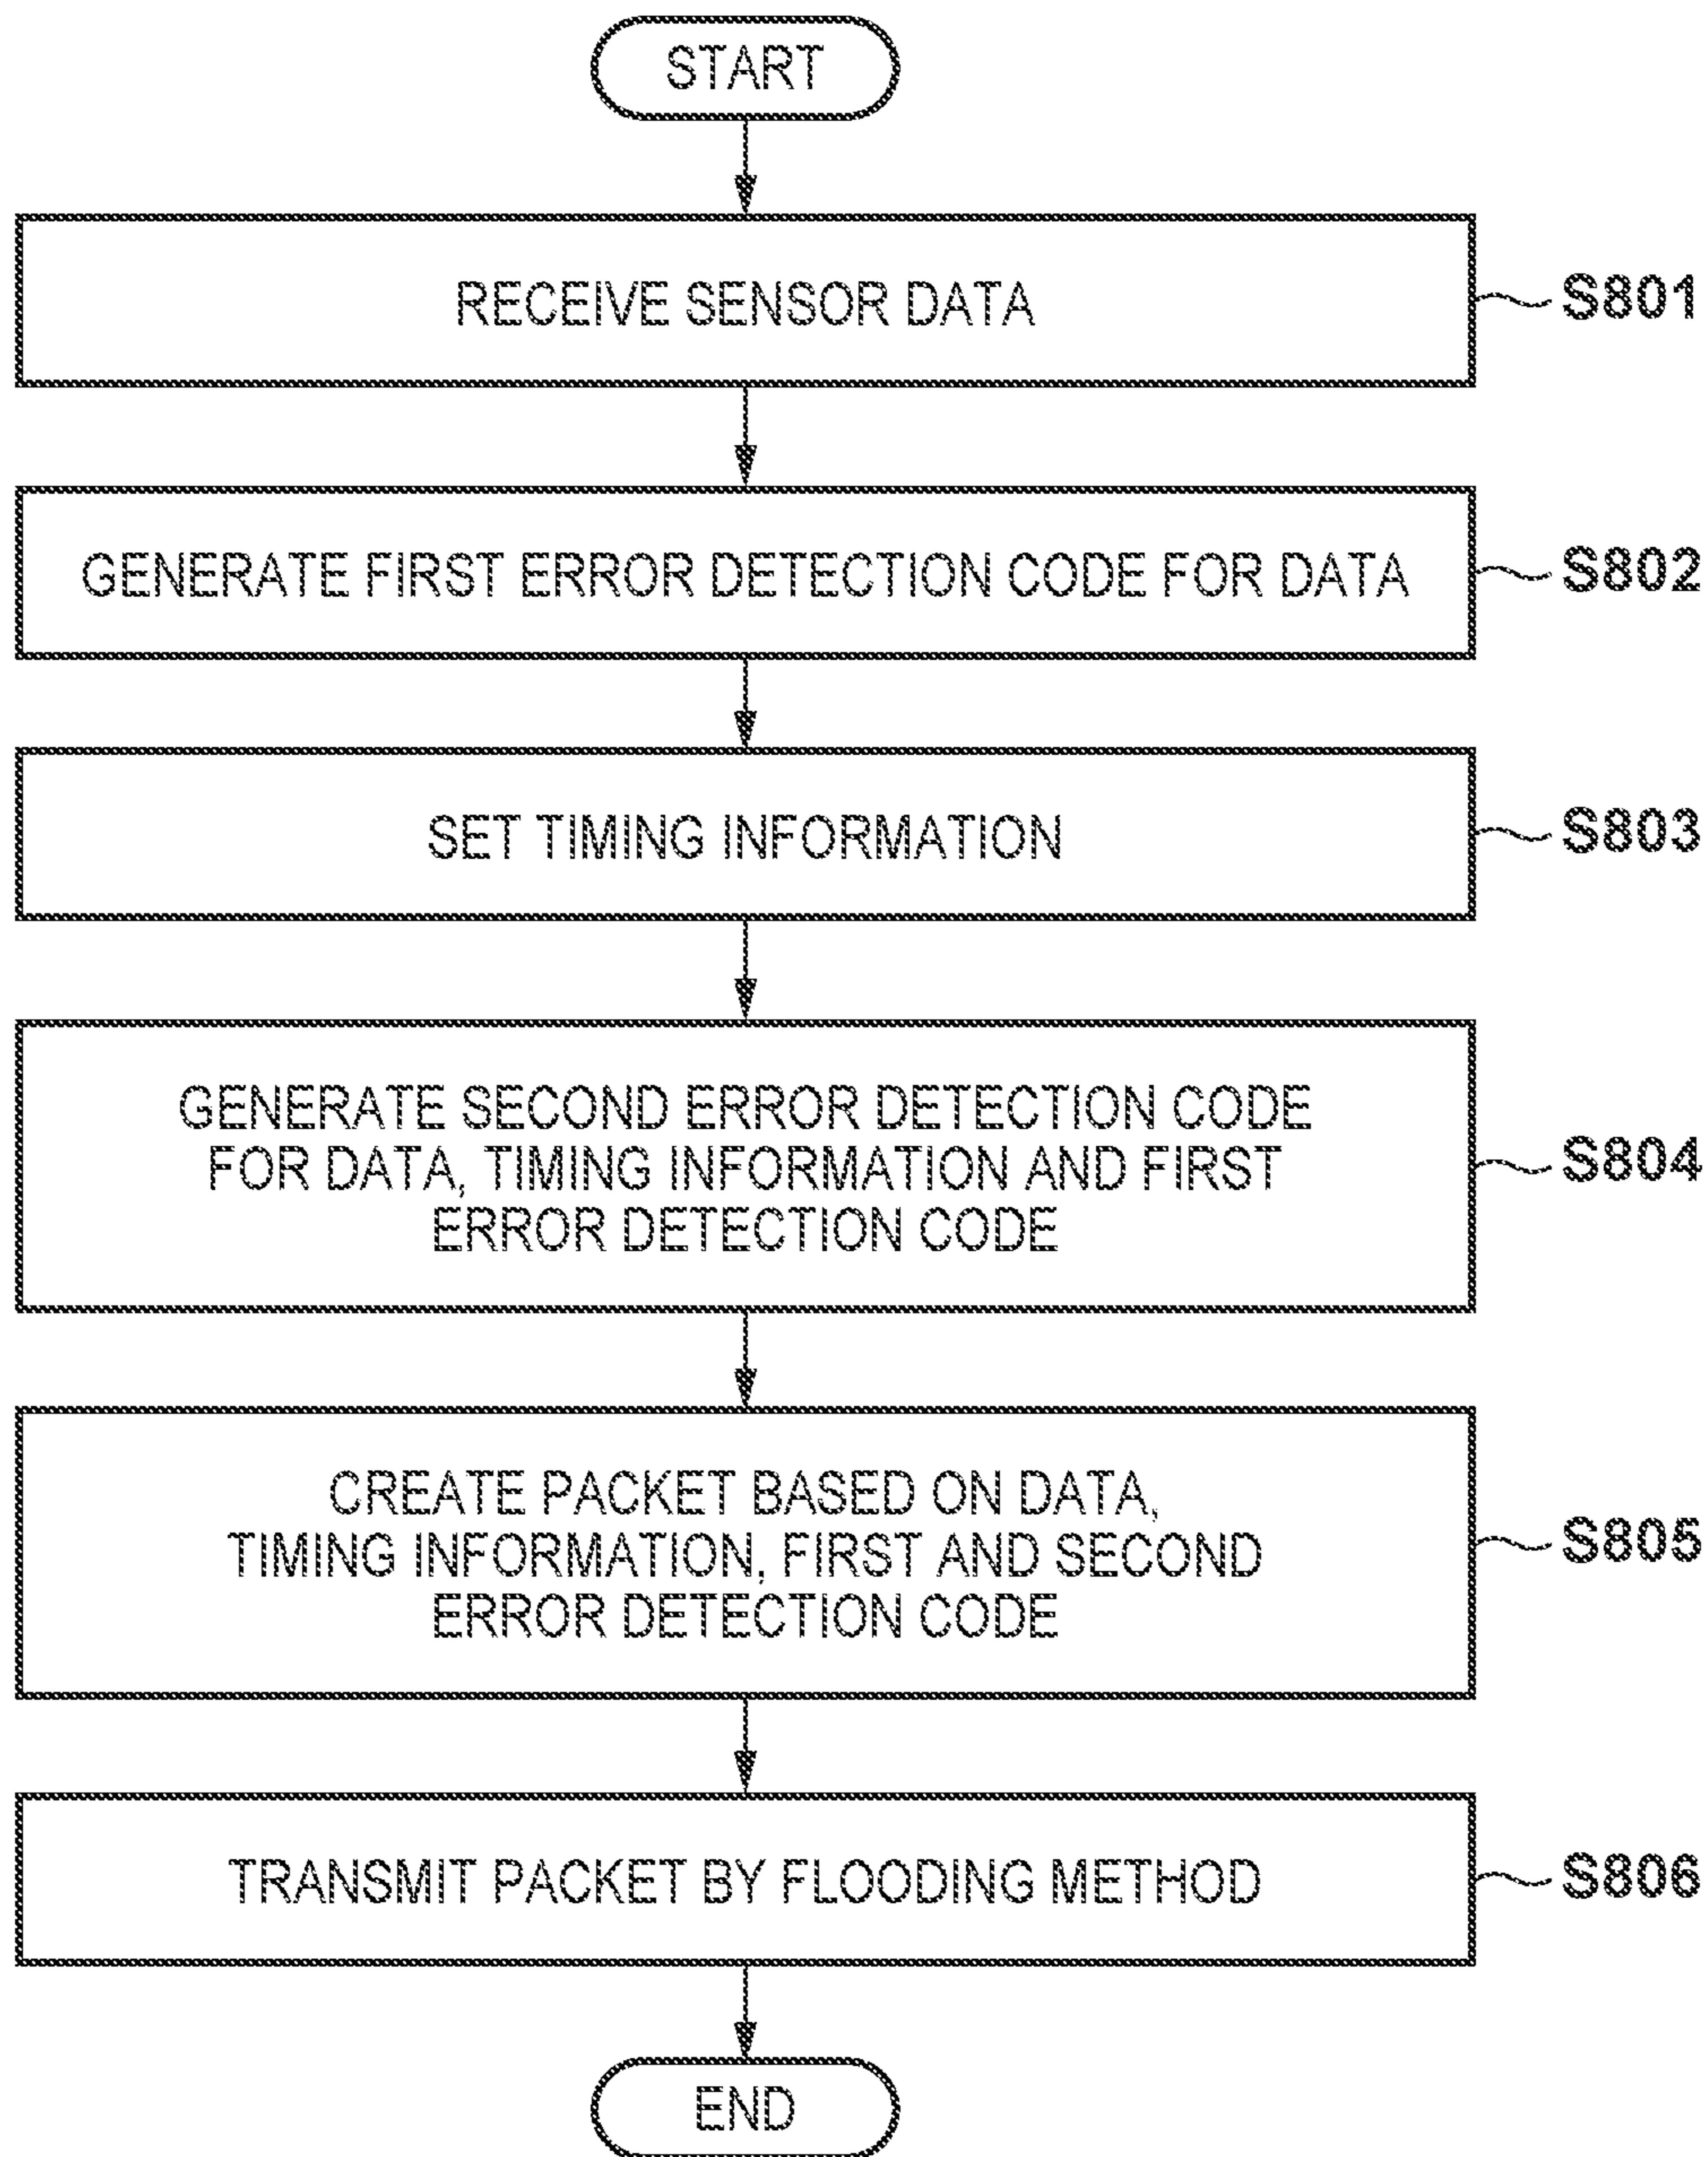 START
RECEIVE SENSOR DATA
S801
GENERATE FIRST ERROR DETECTION CODE FOR DATA
S802
SET TIMING INFORMATION
S803
GENERATE SECOND ERROR DETECTION CODE
FOR DATA, TIMING INFORMATION AND FIRST
ERROR DETECTION CODE
S804
CREATE PACKET BASED ON DATA,
TIMING INFORMATION, FIRST AND SECOND
ERROR DETECTION CODE
S805
TRANSMIT PACKET BY FLOODING METHOD
S806
END